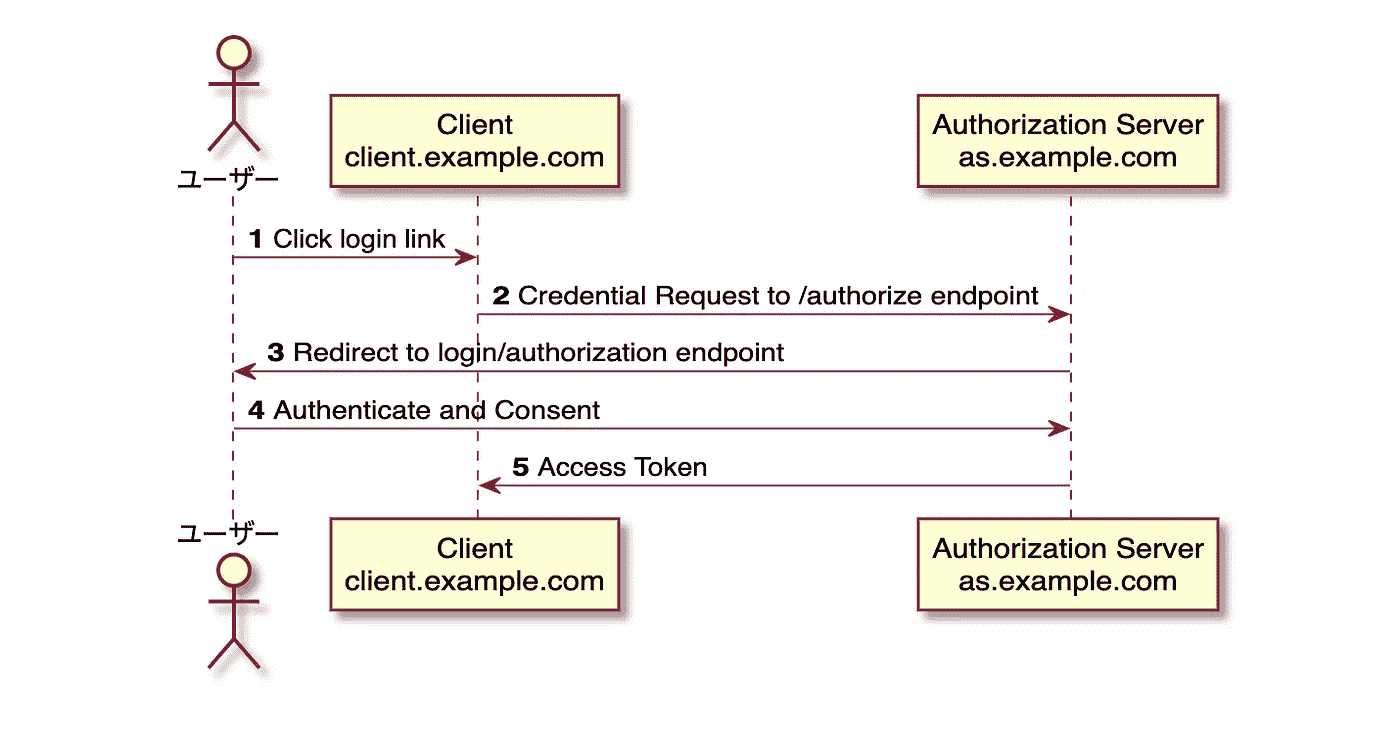 ユーザー
Client
client.example.com
Authorization Server
as.example.com
1 Click login link
2 Credential Request to /authorize endpoint
3 Redirect to login/authorization endpoint
4 Authenticate and Consent
5 Access Token
ユーザー
Client
client.example.com
Authorization Server
as.example.com